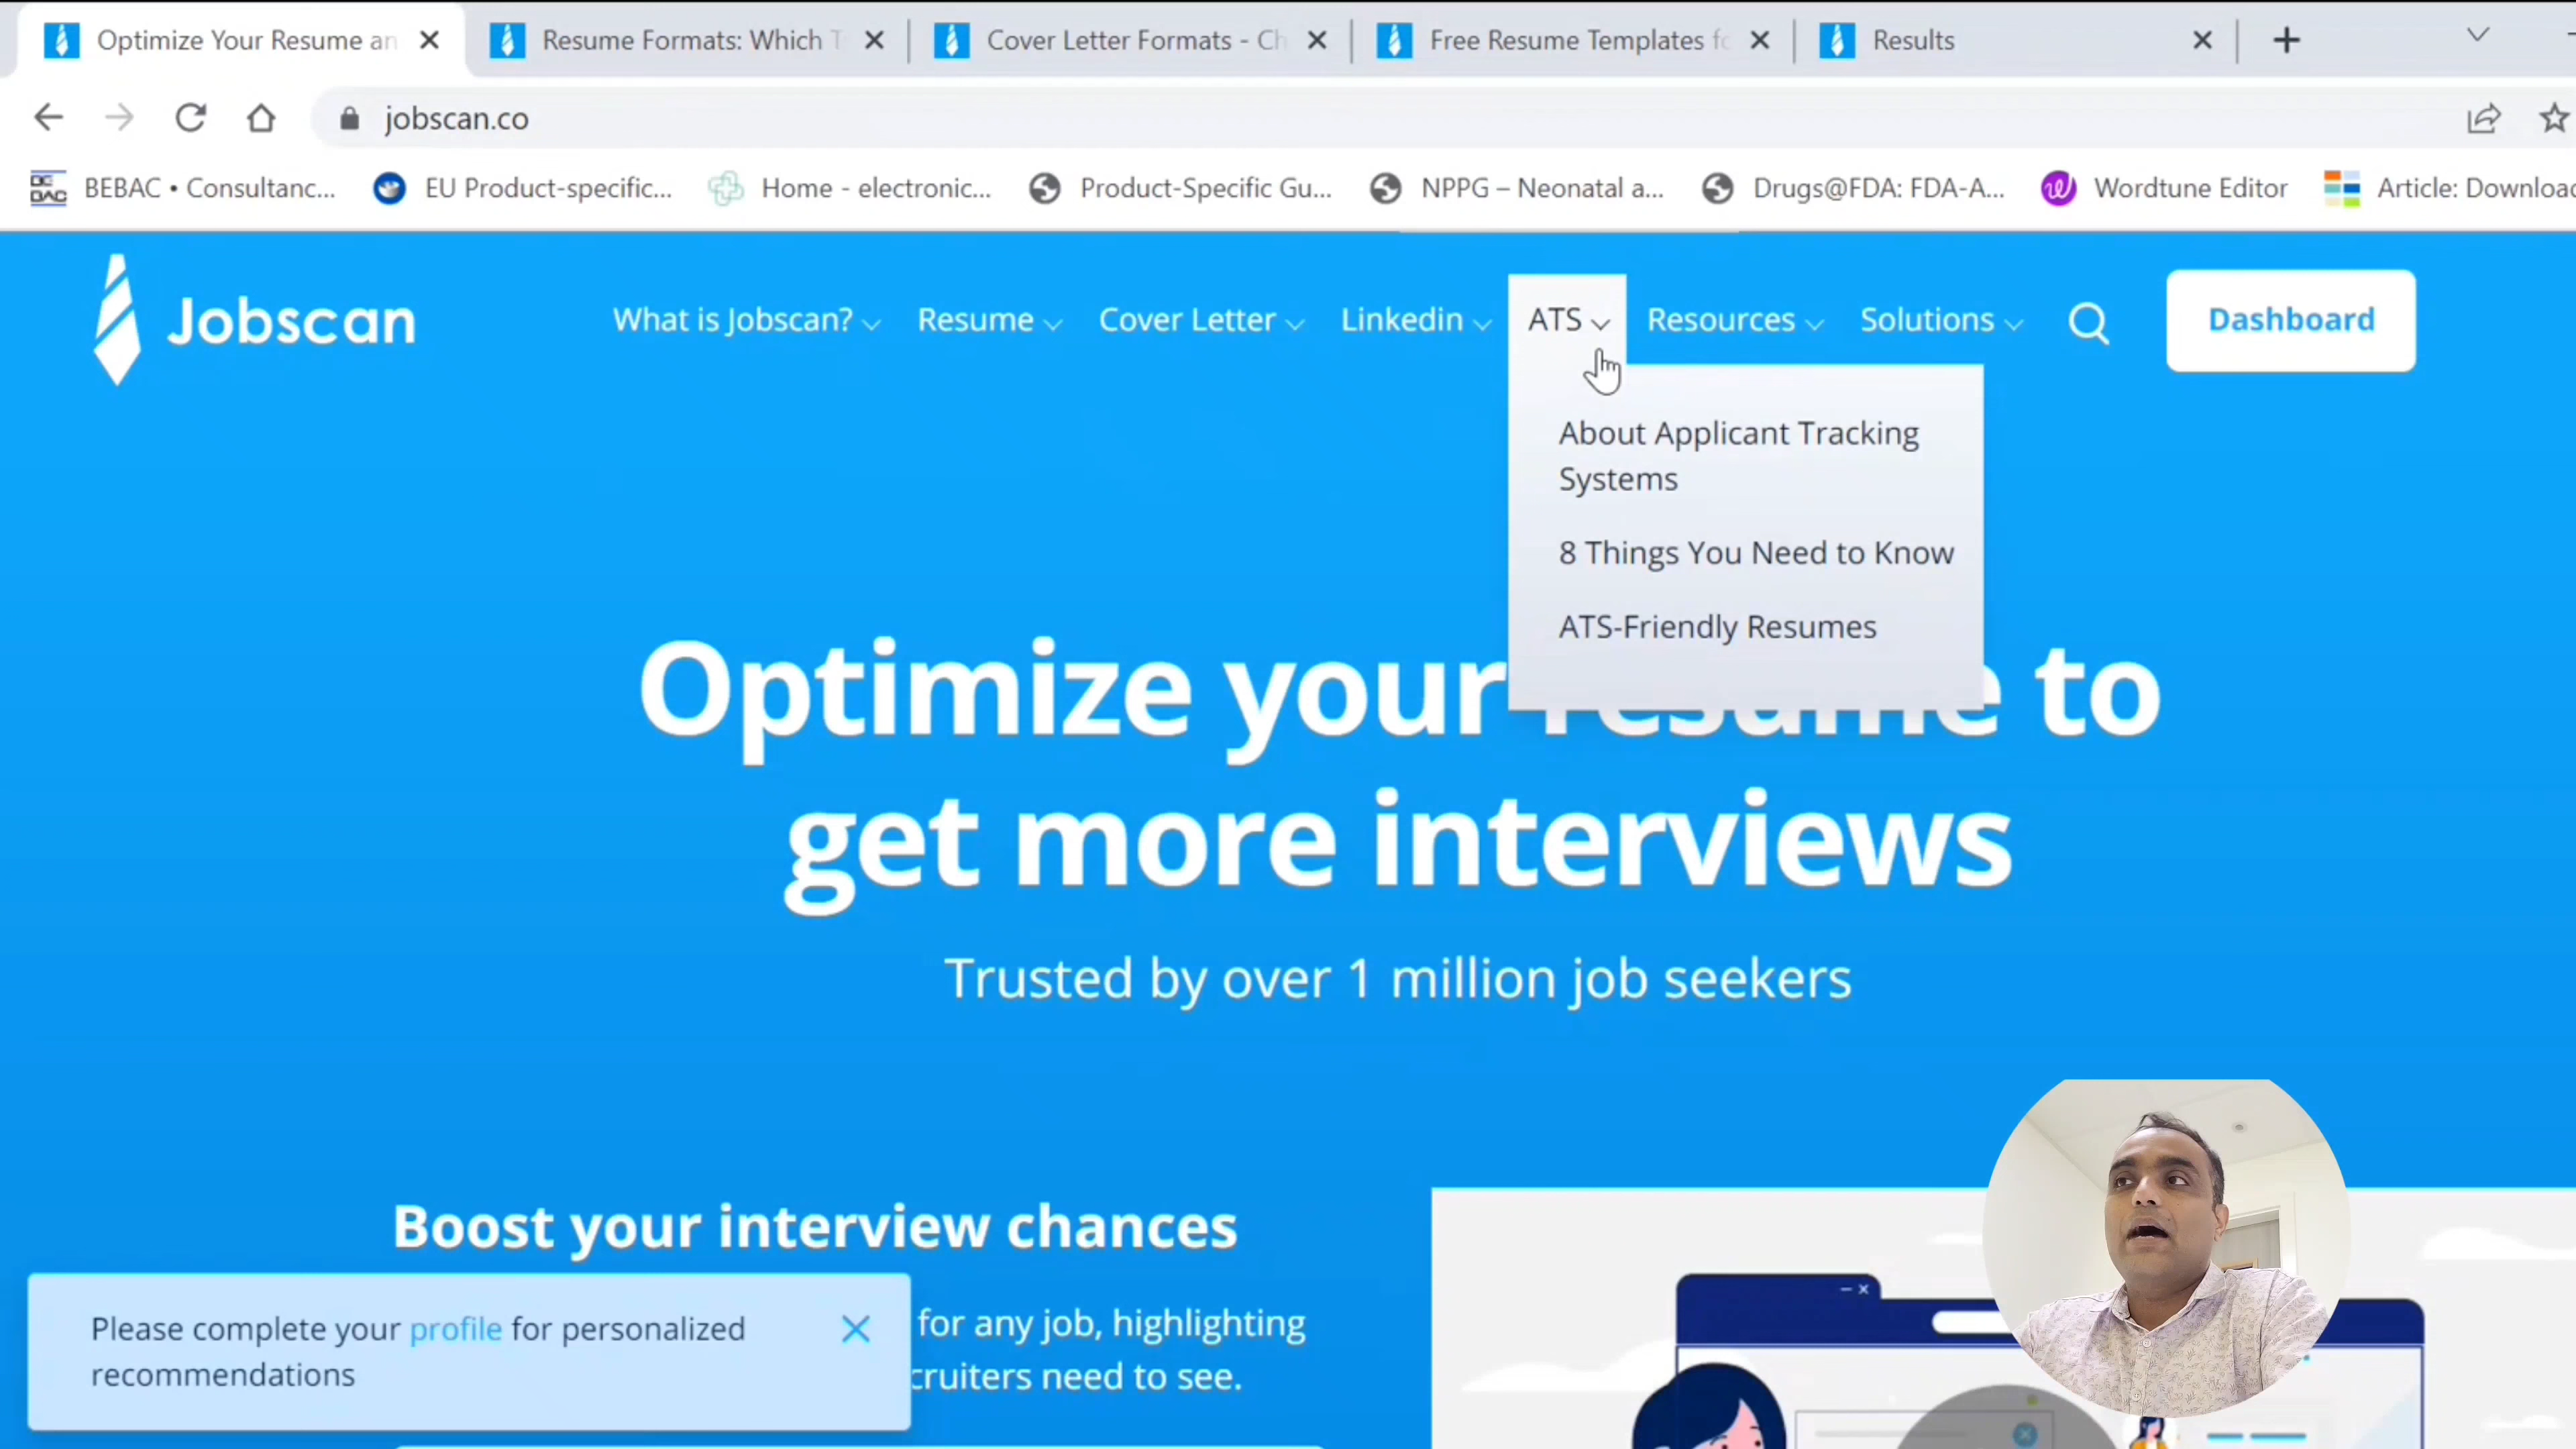 Optimize Your Resume an
Resume Formats: Which T
Cover Letter Formats - Ch
Free Resume Templates fo
Results
jobscan.co
BEBAC • Consultanc...
EU Product-specific...
Home - electronic...
Product-Specific Gu...
NPPG – Neonatal a...
Drugs@FDA: FDA-A...
Wordtune Editor
Article: Download
Jobscan
What is Jobscan?
Resume
Cover Letter
Linkedin
ATS
Resources
Solutions
Dashboard
About Applicant Tracking
Systems
8 Things You Need to Know
ATS-Friendly Resumes
Optimize your resume to
get more interviews
Trusted by over 1 million job seekers
Boost your interview chances
for any job, highlighting
cruiters need to see.
Please complete your profile for personalized
recommendations